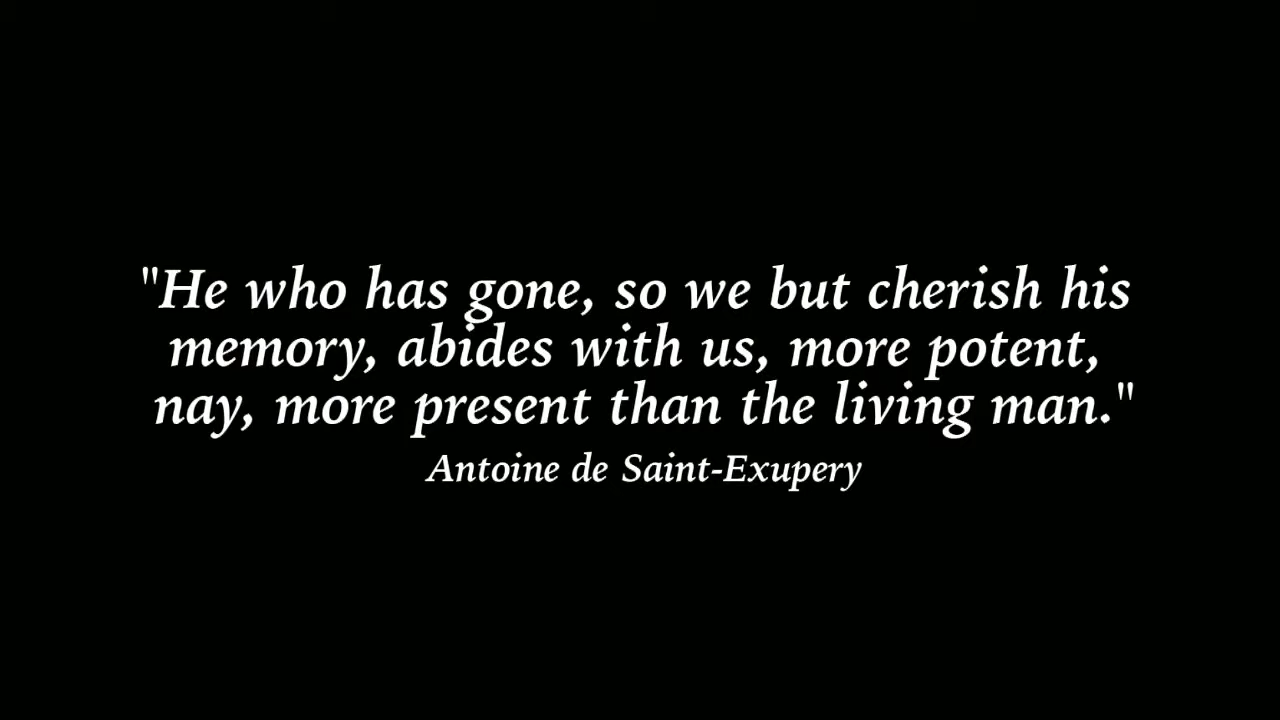 "He who has gone, so we but cherish his
memory, abides with us, more potent,
nay, more present than the living man."
Antoine de Saint-Exupery